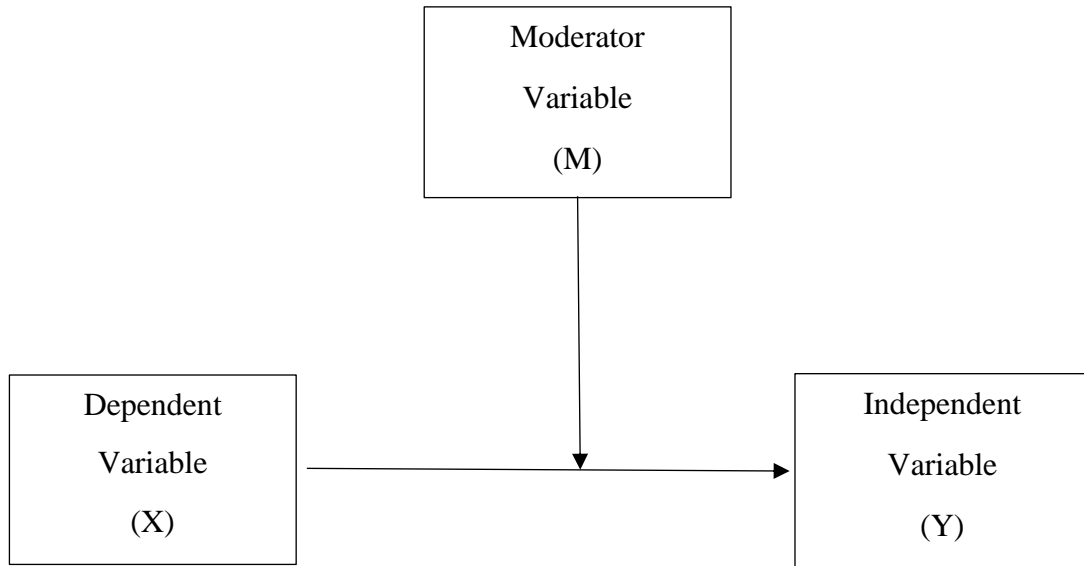 Moderator
Variable
(M)
Dependent
Variable
(X)
Independent
Variable
(Y)